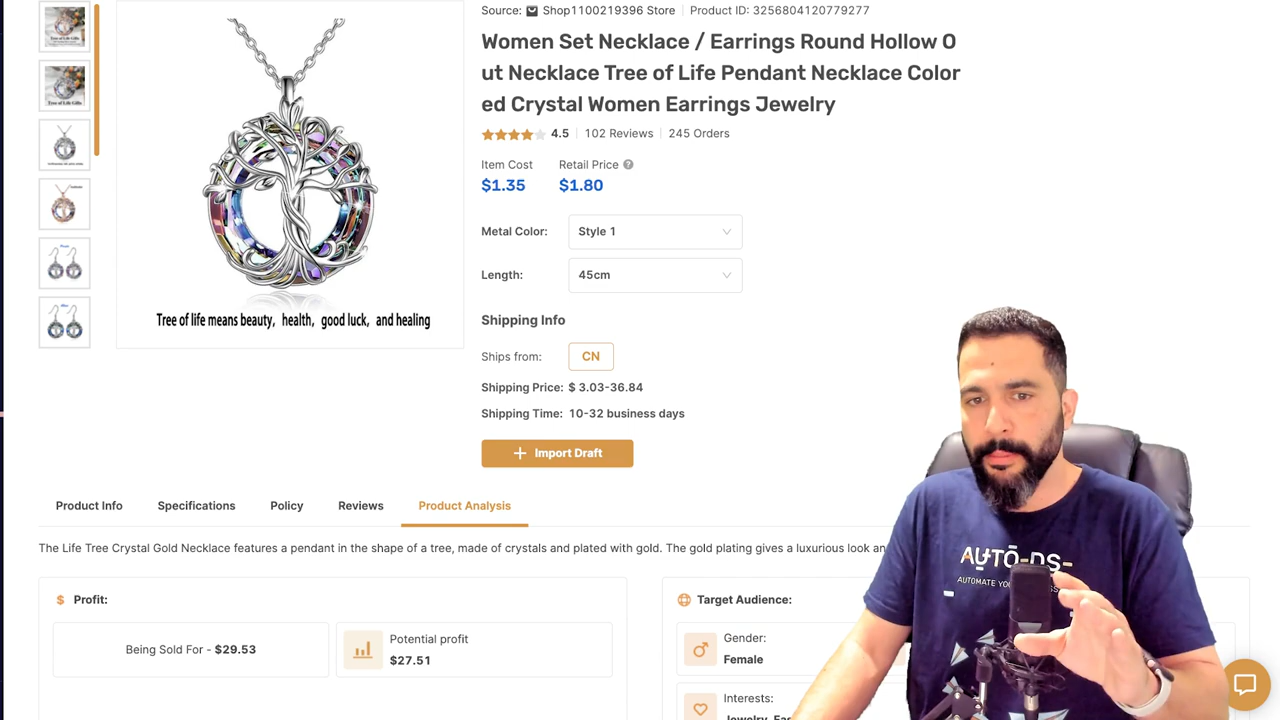 Source: Shop1100219396 Store Product ID: 3256804120779277
Women Set Necklace / Earrings Round Hollow O
ut Necklace Tree of Life Pendant Necklace Color
ed Crystal Women Earrings Jewelry
4.5 102 Reviews 245 Orders
Item Cost Retail Price ?
$1.35 $1.80
Metal Color: Style 1
Length: 45cm
Shipping Info
Ships from: CN
Shipping Price: $ 3.03-36.84
Shipping Time: 10-32 business days
+ Import Draft
Tree of Life Gifts
Tree of life means beauty, health, good luck, and healing
Product Info Specifications Policy Reviews Product Analysis
The Life Tree Crystal Gold Necklace features a pendant in the shape of a tree, made of crystals and plated with gold. The gold plating gives a luxurious look
$ Profit:
Being Sold For - $29.53
Potential profit
$27.51
Target Audience:
Gender:
Female
Interests:
Jewelry,
AUTO-DS
AUTOMATE